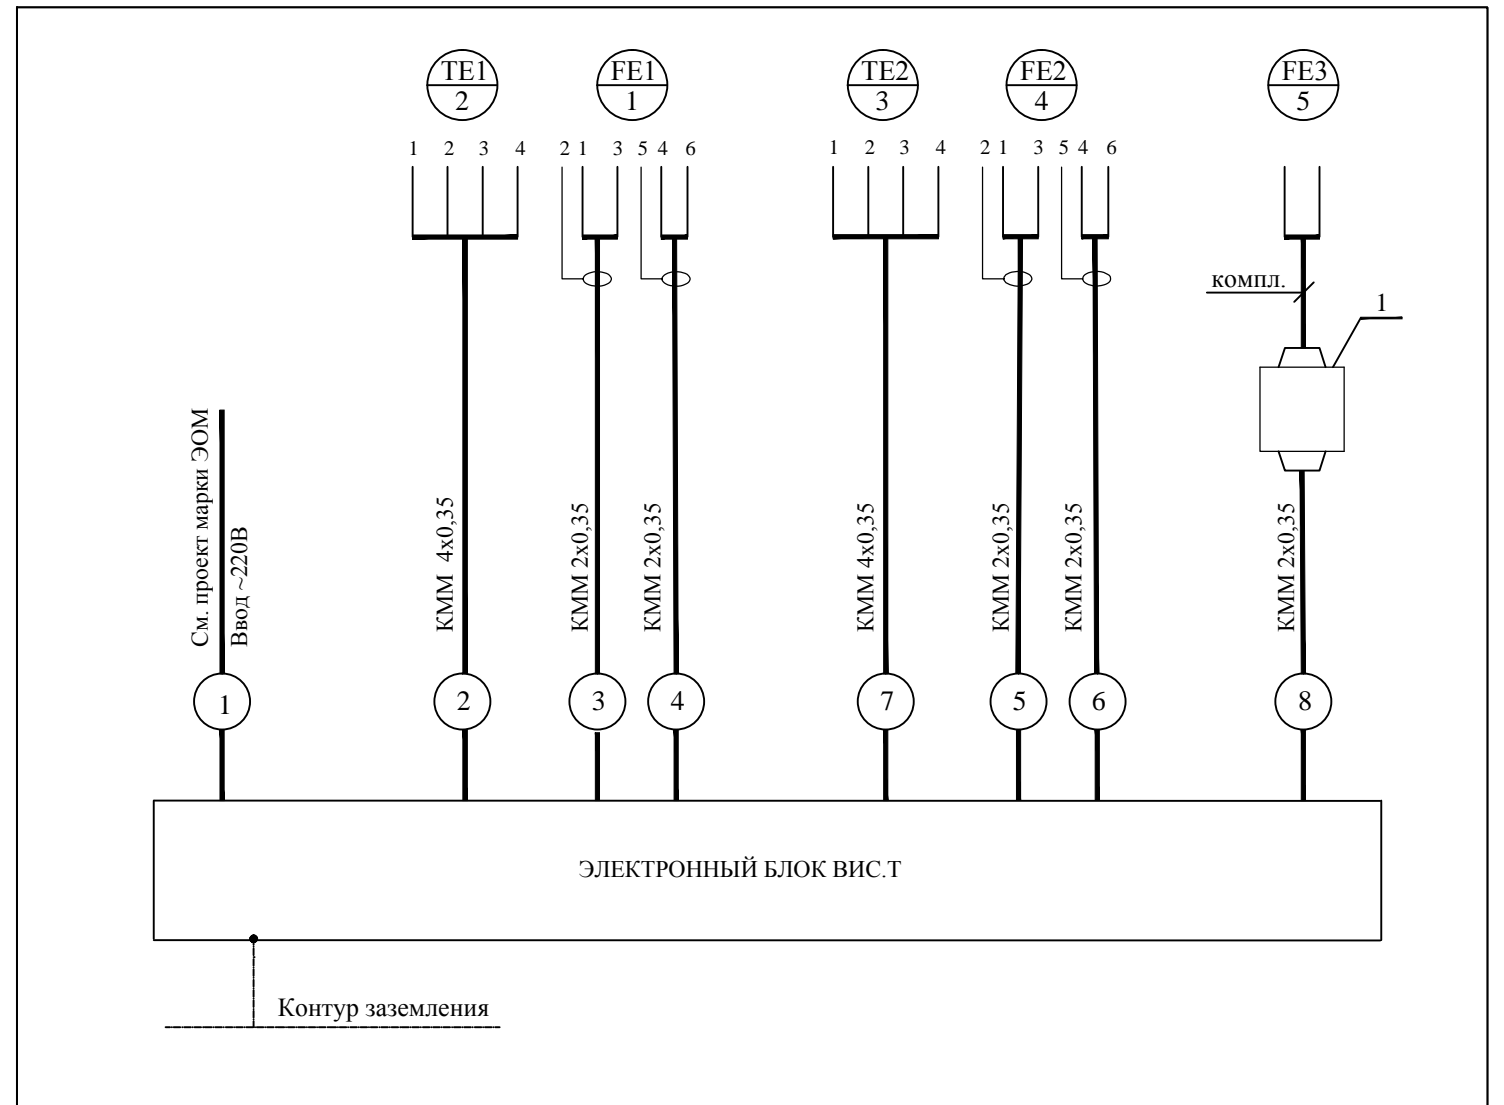 TE1 FE1 TE2 FE2 FE3
2 1 3 4 5
1 2 3 4 2 1 3 5 4 6 1 2 3 4 2 1 3 5 4 6
компл.
1
См. проект марки ЭОМ
Ввод ~220В
КММ 4х0,35
КММ 2х0,35
КММ 2х0,35
КММ 4х0,35
КММ 2х0,35
КММ 2х0,35
КММ 2х0,35
1 2 3 4 7 5 6 8
ЭЛЕКТРОННЫЙ БЛОК ВИС.Т
Контур заземления